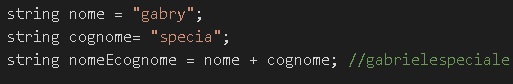 string nome = "gabry";
string cognome= "specia";
string nomeEcognome = nome + cognome; //gabrielespeciale